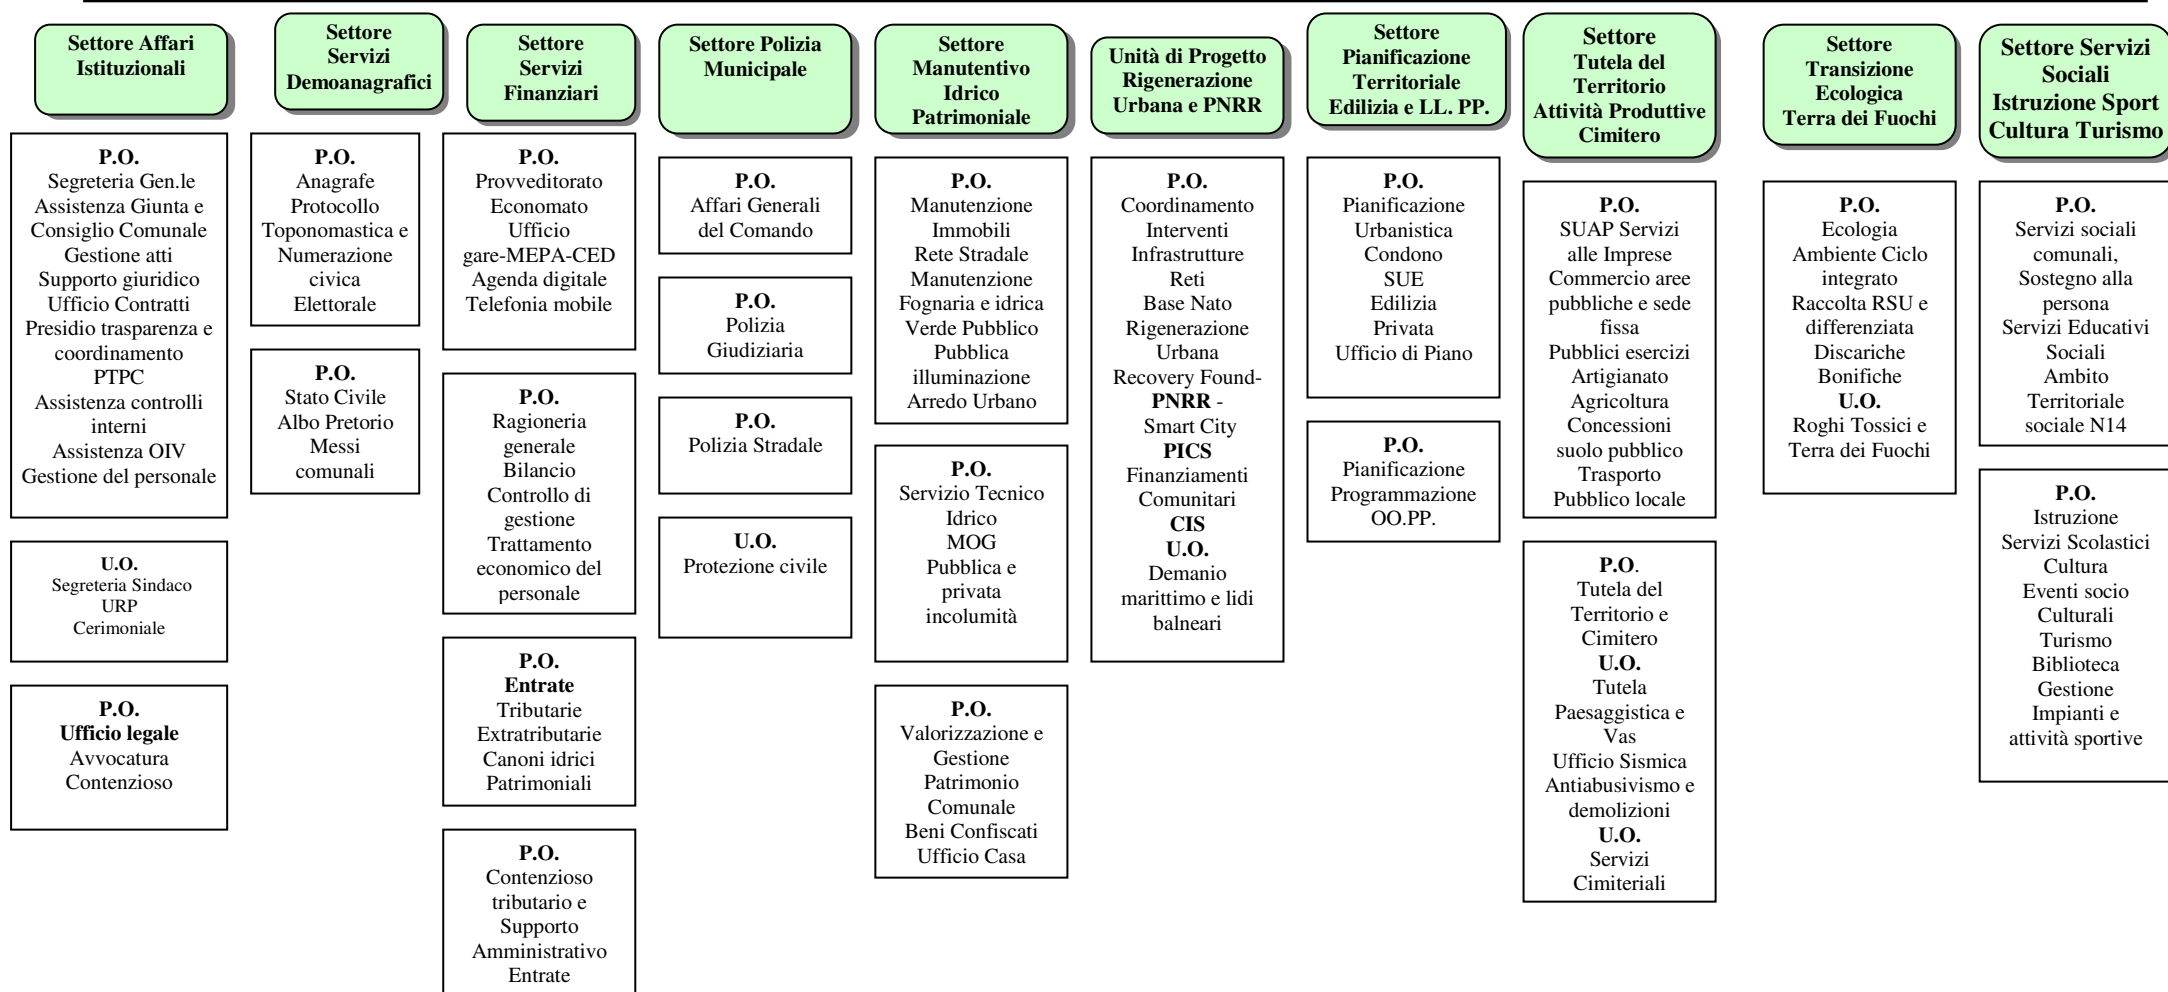 Settore Affari
Istituzionali
P.O.
Segreteria Gen.le
Assistenza Giunta e
Consiglio Comunale
Gestione atti
Supporto giuridico
Ufficio Contratti
Presidio trasparenza e
coordinamento
PTPC
Assistenza controlli
interni
Assistenza OIV
Gestione del personale
U.O.
Segreteria Sindaco
URP
Cerimoniale
P.O.
Ufficio legale
Avvocatura
Contenzioso
Settore
Servizi
Demoanagrafici
P.O.
Anagrafe
Protocollo
Toponomastica e
Numerazione
civica
Elettorale
P.O.
Stato Civile
Albo Pretorio
Messi
comunali
Settore
Servizi
Finanziari
P.O.
Provveditorato
Economato
Ufficio
gare-MEPA-CED
Agenda digitale
Telefonia mobile
P.O.
Ragioneria
generale
Bilancio
Controllo di
gestione
Trattamento
economico del
personale
P.O.
Entrate
Tributarie
Extratributarie
Canoni idrici
Patrimoniali
P.O.
Contenzioso
tributario e
Supporto
Amministrativo
Entrate
Settore Polizia
Municipale
P.O.
Affari Generali
del Comando
P.O.
Polizia
Giudiziaria
P.O.
Polizia Stradale
U.O.
Protezione civile
Settore
Manutentivo
Idrico
Patrimoniale
P.O.
Manutenzione
Immobili
Rete Stradale
Manutenzione
Fognaria e idrica
Verde Pubblico
Pubblica
illuminazione
Arredo Urbano
P.O.
Servizio Tecnico
Idrico
MOG
Pubblica e
privata
incolumità
P.O.
Valorizzazione e
Gestione
Patrimonio
Comunale
Beni Confiscati
Ufficio Casa
Unità di Progetto
Rigenerazione
Urbana e PNRR
P.O.
Coordinamento
Interventi
Infrastrutture
Reti
Base Nato
Rigenerazione
Urbana
Recovery Found-
PNRR -
Smart City
PICS
Finanziamenti
Comunitari
CIS
U.O.
Demanio
marittimo e lidi
balneari
Settore
Pianificazione
Territoriale
Edilizia e LL. PP.
P.O.
Pianificazione
Urbanistica
Condono
SUE
Edilizia
Privata
Ufficio di Piano
P.O.
Pianificazione
Programmazione
OO.PP.
Settore
Tutela del
Territorio
Attività Produttive
Cimitero
P.O.
SUAP Servizi
alle Imprese
Commercio aree
pubbliche e sede
fissa
Pubblici esercizi
Artigianato
Agricoltura
Concessioni
suolo pubblico
Trasporto
Pubblico locale
P.O.
Tutela del
Territorio e
Cimitero
U.O.
Tutela
Paesaggistica e
Vas
Ufficio Sismica
Antiabusivismo e
demolizioni
U.O.
Servizi
Cimiteriali
Settore
Transizione
Ecologica
Terra dei Fuochi
P.O.
Ecologia
Ambiente Ciclo
integrato
Raccolta RSU e
differenziata
Discariche
Bonifiche
U.O.
Roghi Tossici e
Terra dei Fuochi
Settore Servizi
Sociali
Istruzione Sport
Cultura Turismo
P.O.
Servizi sociali
comunali,
Sostegno alla
persona
Servizi Educativi
Sociali
Ambito
Territoriale
sociale N14
P.O.
Istruzione
Servizi Scolastici
Cultura
Eventi socio
Culturali
Turismo
Biblioteca
Gestione
Impianti e
attività sportive